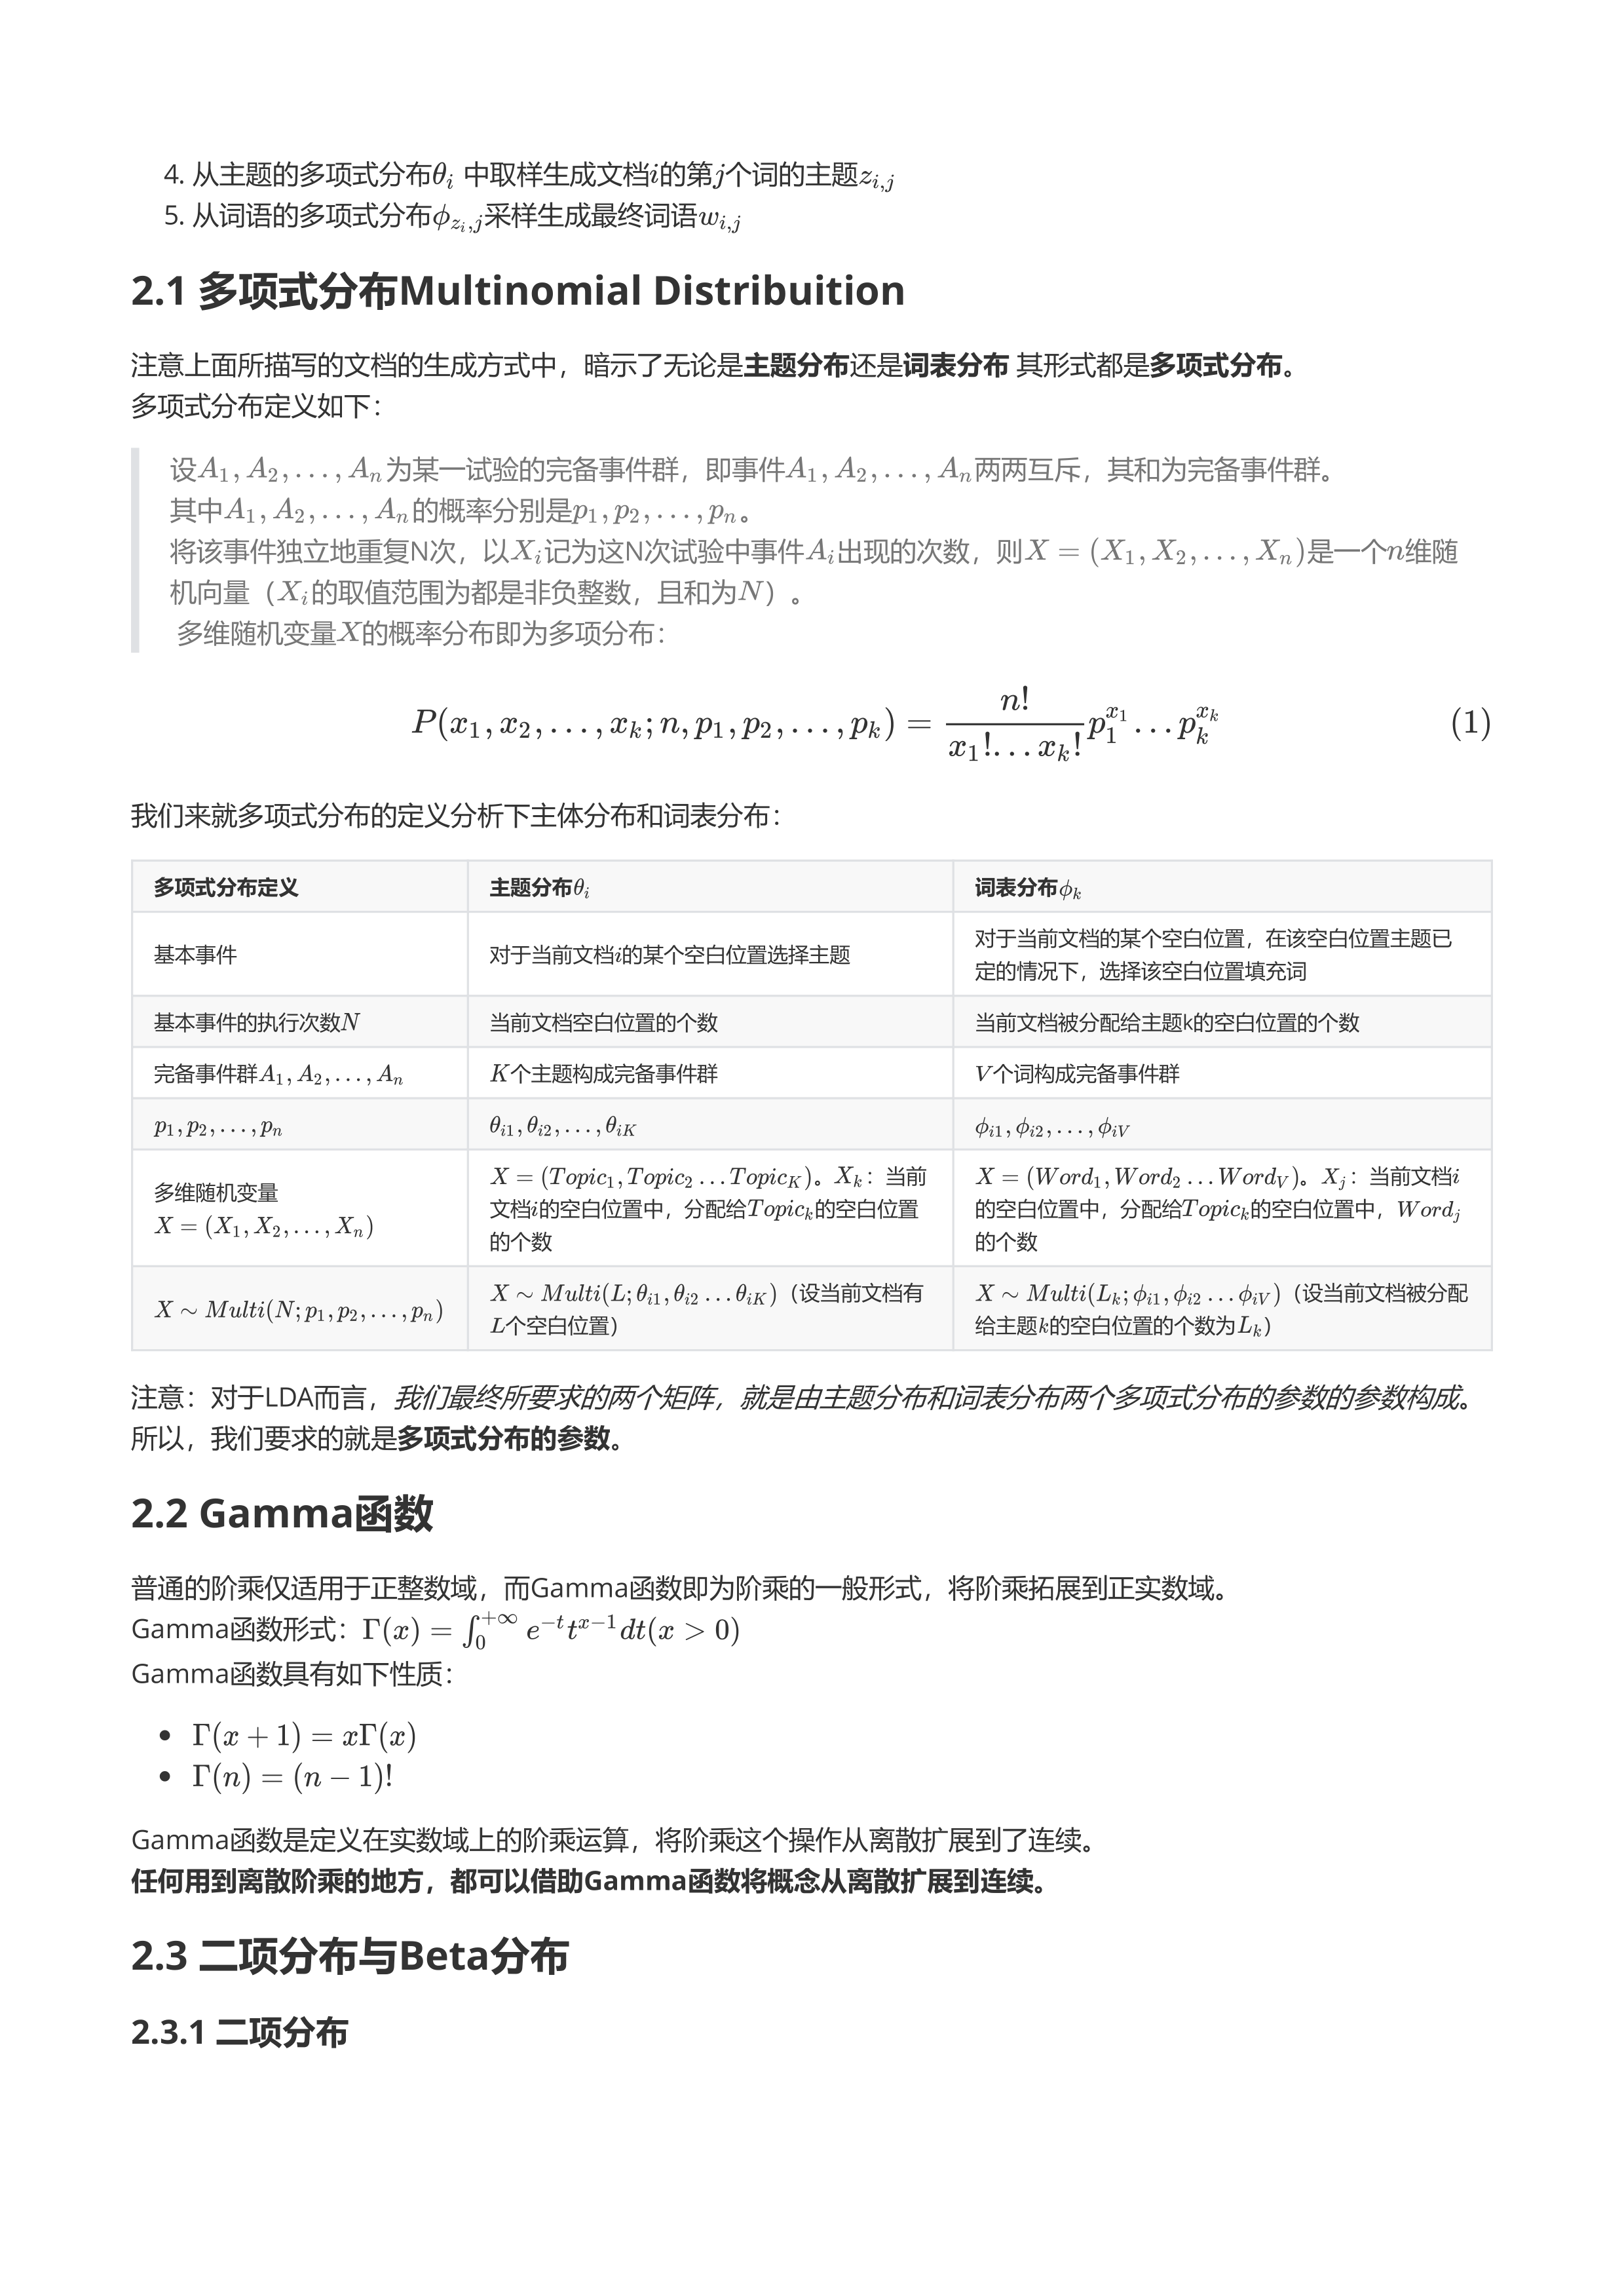 4. 从主题的多项式分布$\theta_i$ 中取样生成文档$i$的第$j$个词的主题$z_{i,j}$
5. 从词语的多项式分布$\phi_{z_i,j}$采样生成最终词语$w_{i,j}$
2.1 多项式分布Multinomial Distribuition
注意上面所描写的文档的生成方式中，暗示了无论是主题分布还是词表分布 其形式都是多项式分布。
多项式分布定义如下：
设$A_1, A_2, \ldots, A_n$为某一试验的完备事件群，即事件$A_1, A_2, \ldots, A_n$两两互斥，其和为完备事件群。
其中$A_1, A_2, \ldots, A_n$的概率分别是$p_1, p_2, \ldots, p_n$。
将该事件独立地重复N次，以$X_i$记为这N次试验中事件$A_i$出现的次数，则$X = (X_1, X_2, \ldots, X_n)$是一个$n$维随
机向量（$X_i$的取值范围为都是非负整数，且和为$N$）。
多维随机变量$X$的概率分布即为多项分布：
$P(x_1, x_2, \ldots, x_k; n, p_1, p_2, \ldots, p_k) = \frac{n!}{x_1! \ldots x_k!} p_1^{x_1} \ldots p_k^{x_k}$ (1)
我们来就多项式分布的定义分析下主体分布和词表分布：
多项式分布定义 主题分布$\theta_i$ 词表分布$\phi_k$
基本事件 对于当前文档$i$的某个空白位置选择主题 对于当前文档的某个空白位置，在该空白位置主题已
定的情况下，选择该空白位置填充词
基本事件的执行次数$N$ 当前文档空白位置的个数 当前文档被分配给主题k的空白位置的个数
完备事件群$A_1, A_2, \ldots, A_n$ $K$个主题构成完备事件群 $V$个词构成完备事件群
$p_1, p_2, \ldots, p_n$ $\theta_{i1}, \theta_{i2}, \ldots, \theta_{iK}$ $\phi_{i1}, \phi_{i2}, \ldots, \phi_{iV}$
多维随机变量
$X = (X_1, X_2, \ldots, X_n)$
$X = (Topic_1, Topic_2 \ldots Topic_K)$。$X_k$：当前
文档$i$的空白位置中，分配给$Topic_k$的空白位置
的个数
$X = (Word_1, Word_2 \ldots Word_V)$。$X_j$：当前文档$i$
的空白位置中，分配给$Topic_k$的空白位置中，$Word_j$
的个数
$X \sim Multi(N; p_1, p_2, \ldots, p_n)$
$X \sim Multi(L; \theta_{i1}, \theta_{i2} \ldots \theta_{iK})$（设当前文档有
$L$个空白位置）
$X \sim Multi(L_k; \phi_{i1}, \phi_{i2} \ldots \phi_{iV})$（设当前文档被分配
给主题$k$的空白位置的个数为$L_k$）
注意：对于LDA而言，我们最终所要求的两个矩阵，就是由主题分布和词表分布两个多项式分布的参数的参数构成。
所以，我们要求的就是多项式分布的参数。
2.2 Gamma函数
普通的阶乘仅适用于正整数域，而Gamma函数即为阶乘的一般形式，将阶乘拓展到正实数域。
Gamma函数形式：$\Gamma(x) = \int_0^{+\infty} e^{-t} t^{x-1} dt (x > 0)$
Gamma函数具有如下性质：
• $\Gamma(x + 1) = x\Gamma(x)$
• $\Gamma(n) = (n - 1)!$
Gamma函数是定义在实数域上的阶乘运算，将阶乘这个操作从离散扩展到了连续。
任何用到离散阶乘的地方，都可以借助Gamma函数将概念从离散扩展到连续。
2.3 二项分布与Beta分布
2.3.1 二项分布